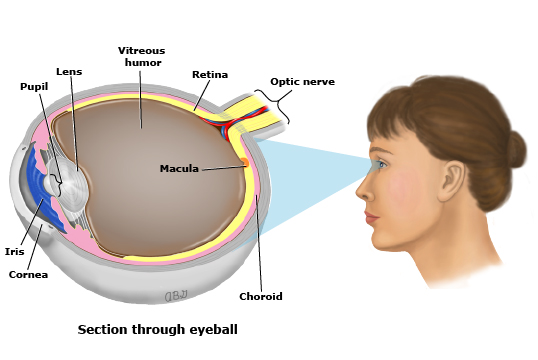 Vitreous
humor
Lens
Retina
Pupil
Optic nerve
Macula
Iris
Cornea
Choroid
Section through eyeball